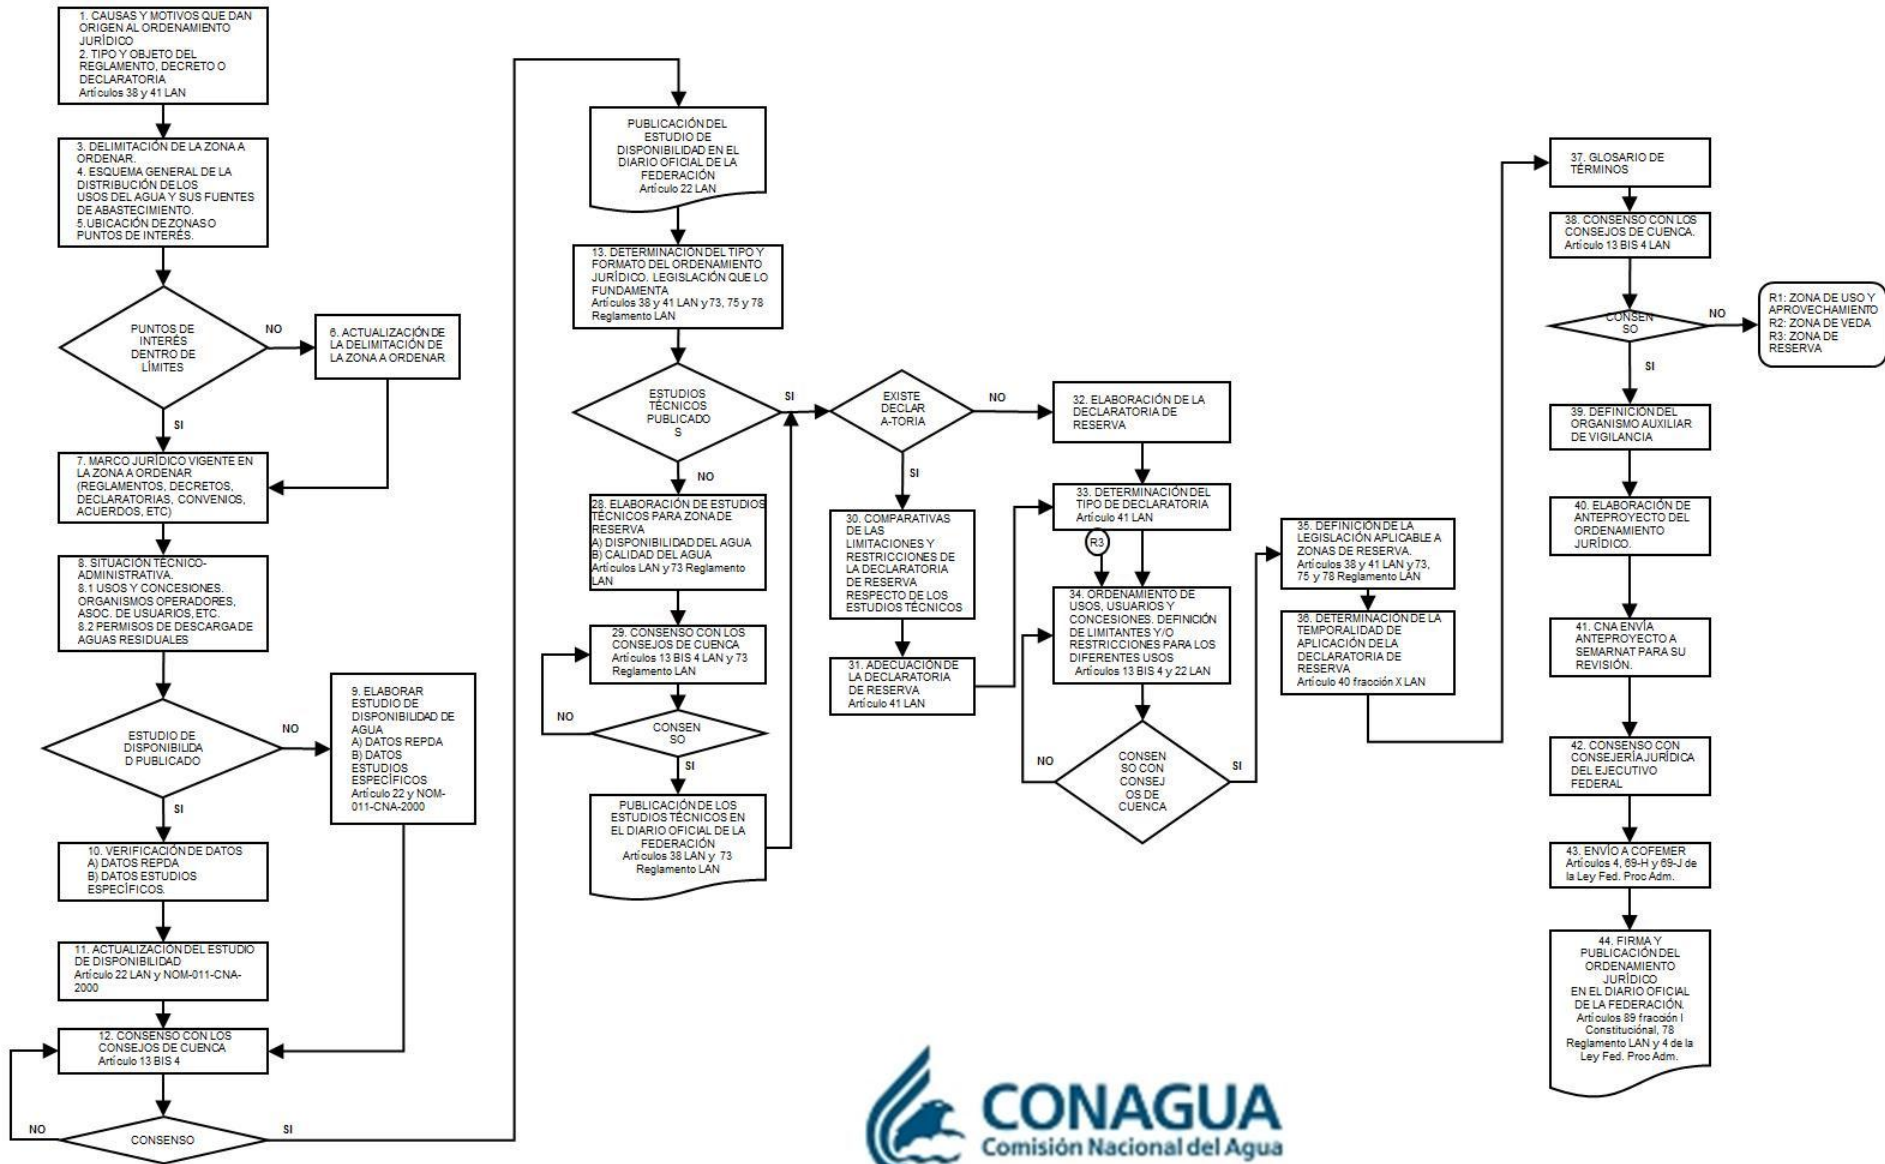 1. CAUSAS Y MOTIVOS QUE DAN
ORIGEN AL ORDENAMIENTO
JURÍDICO
2. TIPO Y OBJETO DEL
REGLAMENTO, DECRETO O
DECLARATORIA
Artículos 38 y 41 LAN
3. DELIMITACIÓN DE LA ZONA A
ORDENAR.
4. ESQUEMA GENERAL DE LA
DISTRIBUCIÓN DE LOS
USOS DEL AGUA Y SUS FUENTES
DE ABASTECIMIENTO.
5. UBICACIÓN DE ZONAS O
PUNTOS DE INTERÉS.
PUNTOS DE
INTERÉS
DENTRO DE
LÍMITES
NO
6. ACTUALIZACIÓN DE
LA DELIMITACIÓN DE
LA ZONA A ORDENAR
SI
7. MARCO JURÍDICO VIGENTE EN
LA ZONA A ORDENAR
(REGLAMENTOS, DECRETOS,
DECLARATORIAS, CONVENIOS,
ACUERDOS, ETC)
8. SITUACIÓN TÉCNICO-
ADMINISTRATIVA.
8.1 USOS Y CONCESIONES.
ORGANISMOS OPERADORES,
ASOC. DE USUARIOS, ETC.
8.2 PERMISOS DE DESCARGA DE
AGUAS RESIDUALES
ESTUDIO DE
DISPONIBILIDA
D PUBLICADO
NO
9. ELABORAR
ESTUDIO DE
DISPONIBILIDAD DE
AGUA
A) DATOS REPDA
B) DATOS
ESTUDIOS
ESPECÍFICOS
Artículo 22 y NOM-
011-CNA-2000
SI
10. VERIFICACIÓN DE DATOS
A) DATOS REPDA
B) DATOS ESTUDIOS
ESPECÍFICOS.
11. ACTUALIZACIÓN DEL ESTUDIO
DE DISPONIBILIDAD
Artículo 22 LAN y NOM-011-CNA-
2000
12. CONSENSO CON LOS
CONSEJOS DE CUENCA
Artículo 13 BIS 4
NO
CONSENSO
SI
PUBLICACIÓN DEL
ESTUDIO DE
DISPONIBILIDAD EN EL
DIARIO OFICIAL DE LA
FEDERACIÓN
Artículo 22 LAN
13. DETERMINACIÓN DEL TIPO Y
FORMATO DEL ORDENAMIENTO
JURÍDICO. LEGISLACIÓN QUE LO
FUNDAMENTA
Artículos 38 y 41 LAN y 73, 75 y 78
Reglamento LAN
ESTUDIOS
TÉCNICOS
PUBLICADO
S
SI
NO
28. ELABORACIÓN DE ESTUDIOS
TÉCNICOS PARA ZONA DE
RESERVA
A) DISPONIBILIDAD DEL AGUA
B) CALIDAD DEL AGUA
Artículos LAN y 73 Reglamento
LAN
29. CONSENSO CON LOS
CONSEJOS DE CUENCA
Artículos 13 BIS 4 LAN y 73
Reglamento LAN
NO
CONSEN
SO
SI
PUBLICACIÓN DE LOS
ESTUDIOS TÉCNICOS EN
EL DIARIO OFICIAL DE LA
FEDERACIÓN
Artículos 38 LAN y 73
Reglamento LAN
EXISTE
DECLAR
A-TORIA
NO
SI
30. COMPARATIVAS
DE LAS
LIMITACIONES Y
RESTRICCIONES DE
LA DECLARATORIA
DE RESERVA
RESPECTO DE LOS
ESTUDIOS TÉCNICOS
31. ADECUACIÓN DE
LA DECLARATORIA
DE RESERVA
Artículo 41 LAN
32. ELABORACIÓN DE LA
DECLARATORIA DE
RESERVA
33. DETERMINACIÓN DEL
TIPO DE DECLARATORIA
Artículo 41 LAN
R3
34. ORDENAMIENTO DE
USOS, USUARIOS Y
CONCESIONES. DEFINICIÓN
DE LIMITANTES Y/O
RESTRICCIONES PARA LOS
DIFERENTES USOS
Artículos 13 BIS 4 y 22 LAN
NO
CONSEN
SO CON
CONSEJ
OS DE
CUENCA
SI
35. DEFINICIÓN DE LA
LEGISLACIÓN APLICABLE A
ZONAS DE RESERVA.
Artículos 38 y 41 LAN y 73,
75 y 78 Reglamento LAN
36. DETERMINACIÓN DE LA
TEMPORALIDAD DE
APLICACIÓN DE LA
DECLARATORIA DE
RESERVA
Artículo 40 fracción X LAN
37. GLOSARIO DE
TÉRMINOS
38. CONSENSO CON LOS
CONSEJOS DE CUENCA.
Artículo 13 BIS 4 LAN
CONSEN
SO
NO
R1: ZONA DE USO Y
APROVECHAMIENTO
R2: ZONA DE VEDA
R3: ZONA DE
RESERVA
SI
39. DEFINICIÓN DEL
ORGANISMO AUXILIAR
DE VIGILANCIA
40. ELABORACIÓN DE
ANTEPROYECTO DEL
ORDENAMIENTO
JURÍDICO.
41. CNA ENVÍA
ANTEPROYECTO A
SEMARNAT PARA SU
REVISIÓN.
42. CONSENSO CON
CONSEJERÍA JURÍDICA
DEL EJECUTIVO
FEDERAL
43. ENVÍO A COFEMER
Artículos 4, 69-H y 69-J de
la Ley Fed. Proc Adm.
44. FIRMA Y
PUBLICACIÓN DEL
ORDENAMIENTO
JURÍDICO
EN EL DIARIO OFICIAL
DE LA FEDERACIÓN.
Artículos 89 fracción I
Constituciónal, 78
Reglamento LAN y 4 de la
Ley Fed. Proc Adm.
CONAGUA
Comisión Nacional del Agua